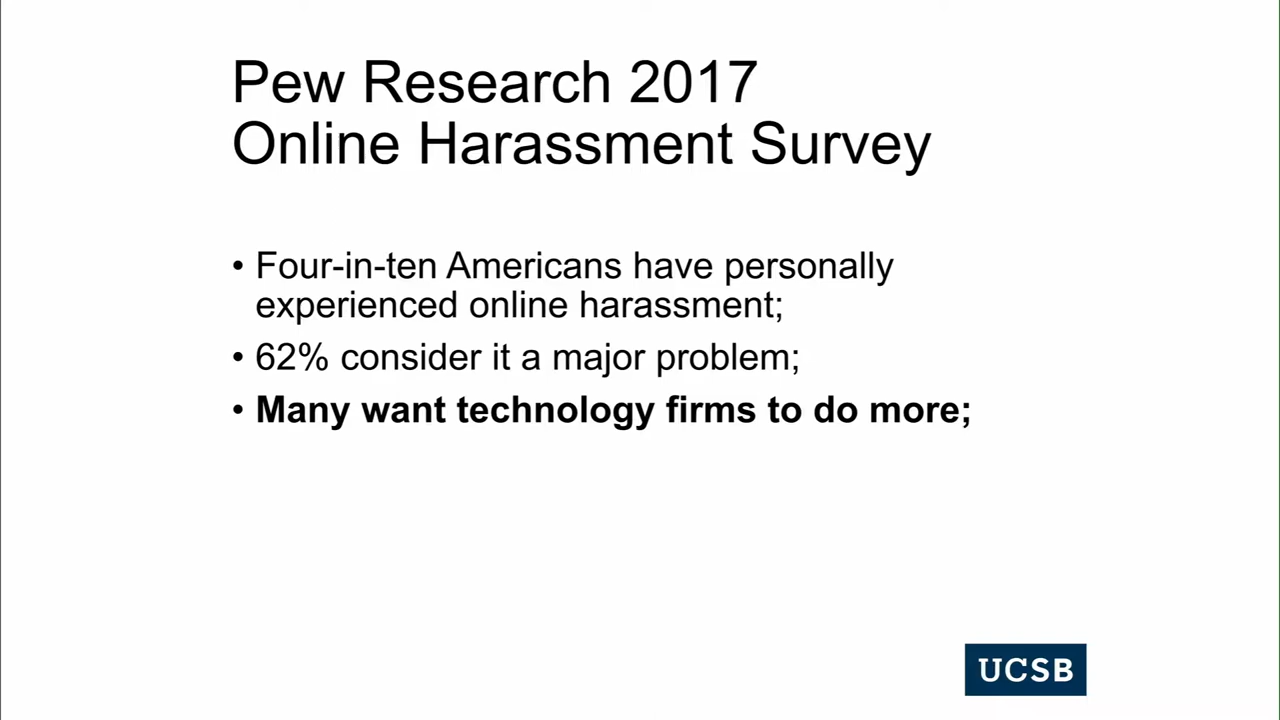 Pew Research 2017
Online Harassment Survey
• Four-in-ten Americans have personally
experienced online harassment;
• 62% consider it a major problem;
• Many want technology firms to do more;
UCSB